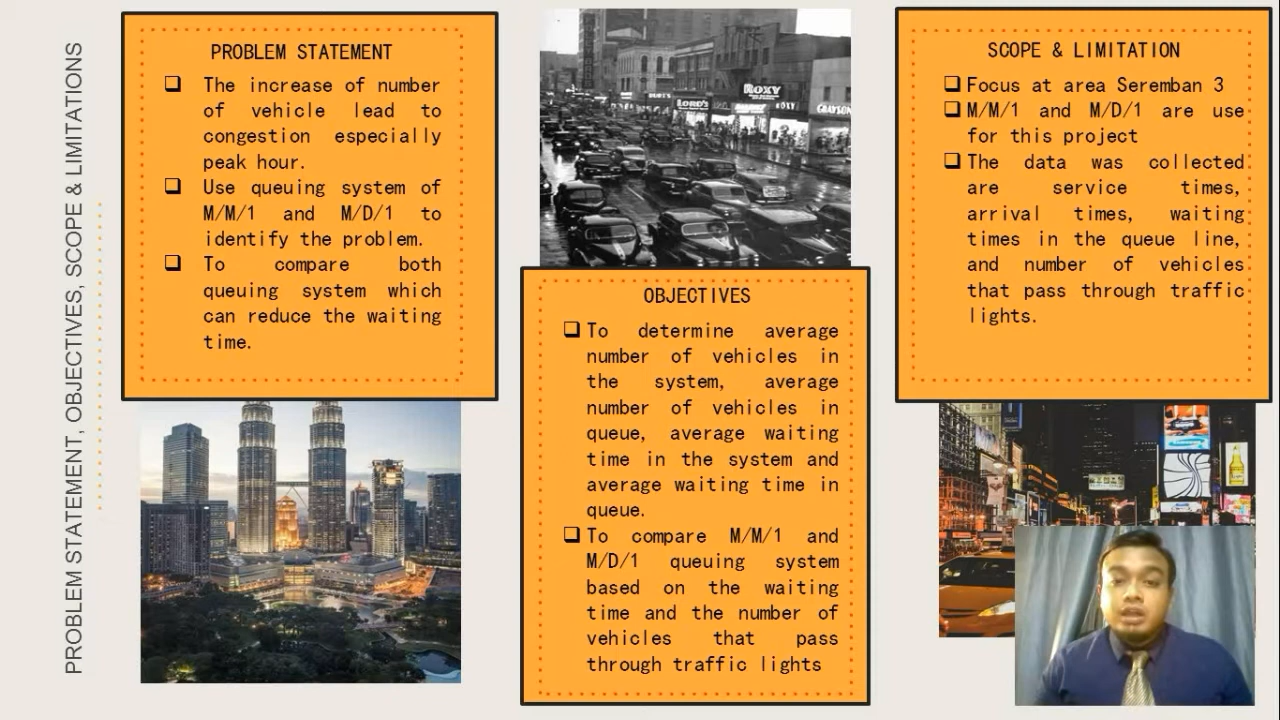 PROBLEM STATEMENT, OBJECTIVES, SCOPE & LIMITATIONS
PROBLEM STATEMENT
The increase of number
of vehicle lead to
congestion especially
peak hour.
Use queuing system of
M/M/1 and M/D/1 to
identify the problem.
To compare both
queuing system which
can reduce the waiting
time.
ROXY
LORD'S
ROXY
GRAYSON
OBJECTIVES
To determine average
number of vehicles in
the system, average
number of vehicles in
queue, average waiting
time in the system and
average waiting time in
queue.
To compare M/M/1 and
M/D/1 queuing system
based on the waiting
time and the number of
vehicles that pass
through traffic lights
SCOPE & LIMITATION
Focus at area Seremban 3
M/M/1 and M/D/1 are use
for this project
The data was collected
are service times,
arrival times, waiting
times in the queue line,
and number of vehicles
that pass through traffic
lights.